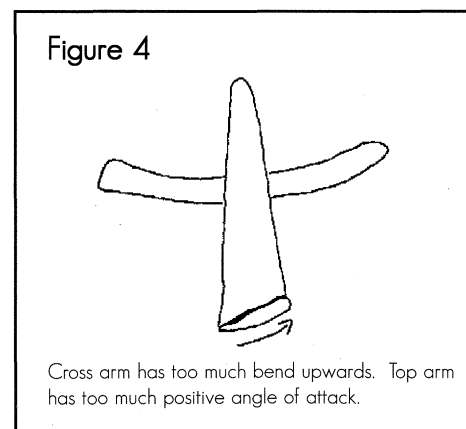 Figure 4
Cross arm has too much bend upwards. Top arm
has too much positive angle of attack.